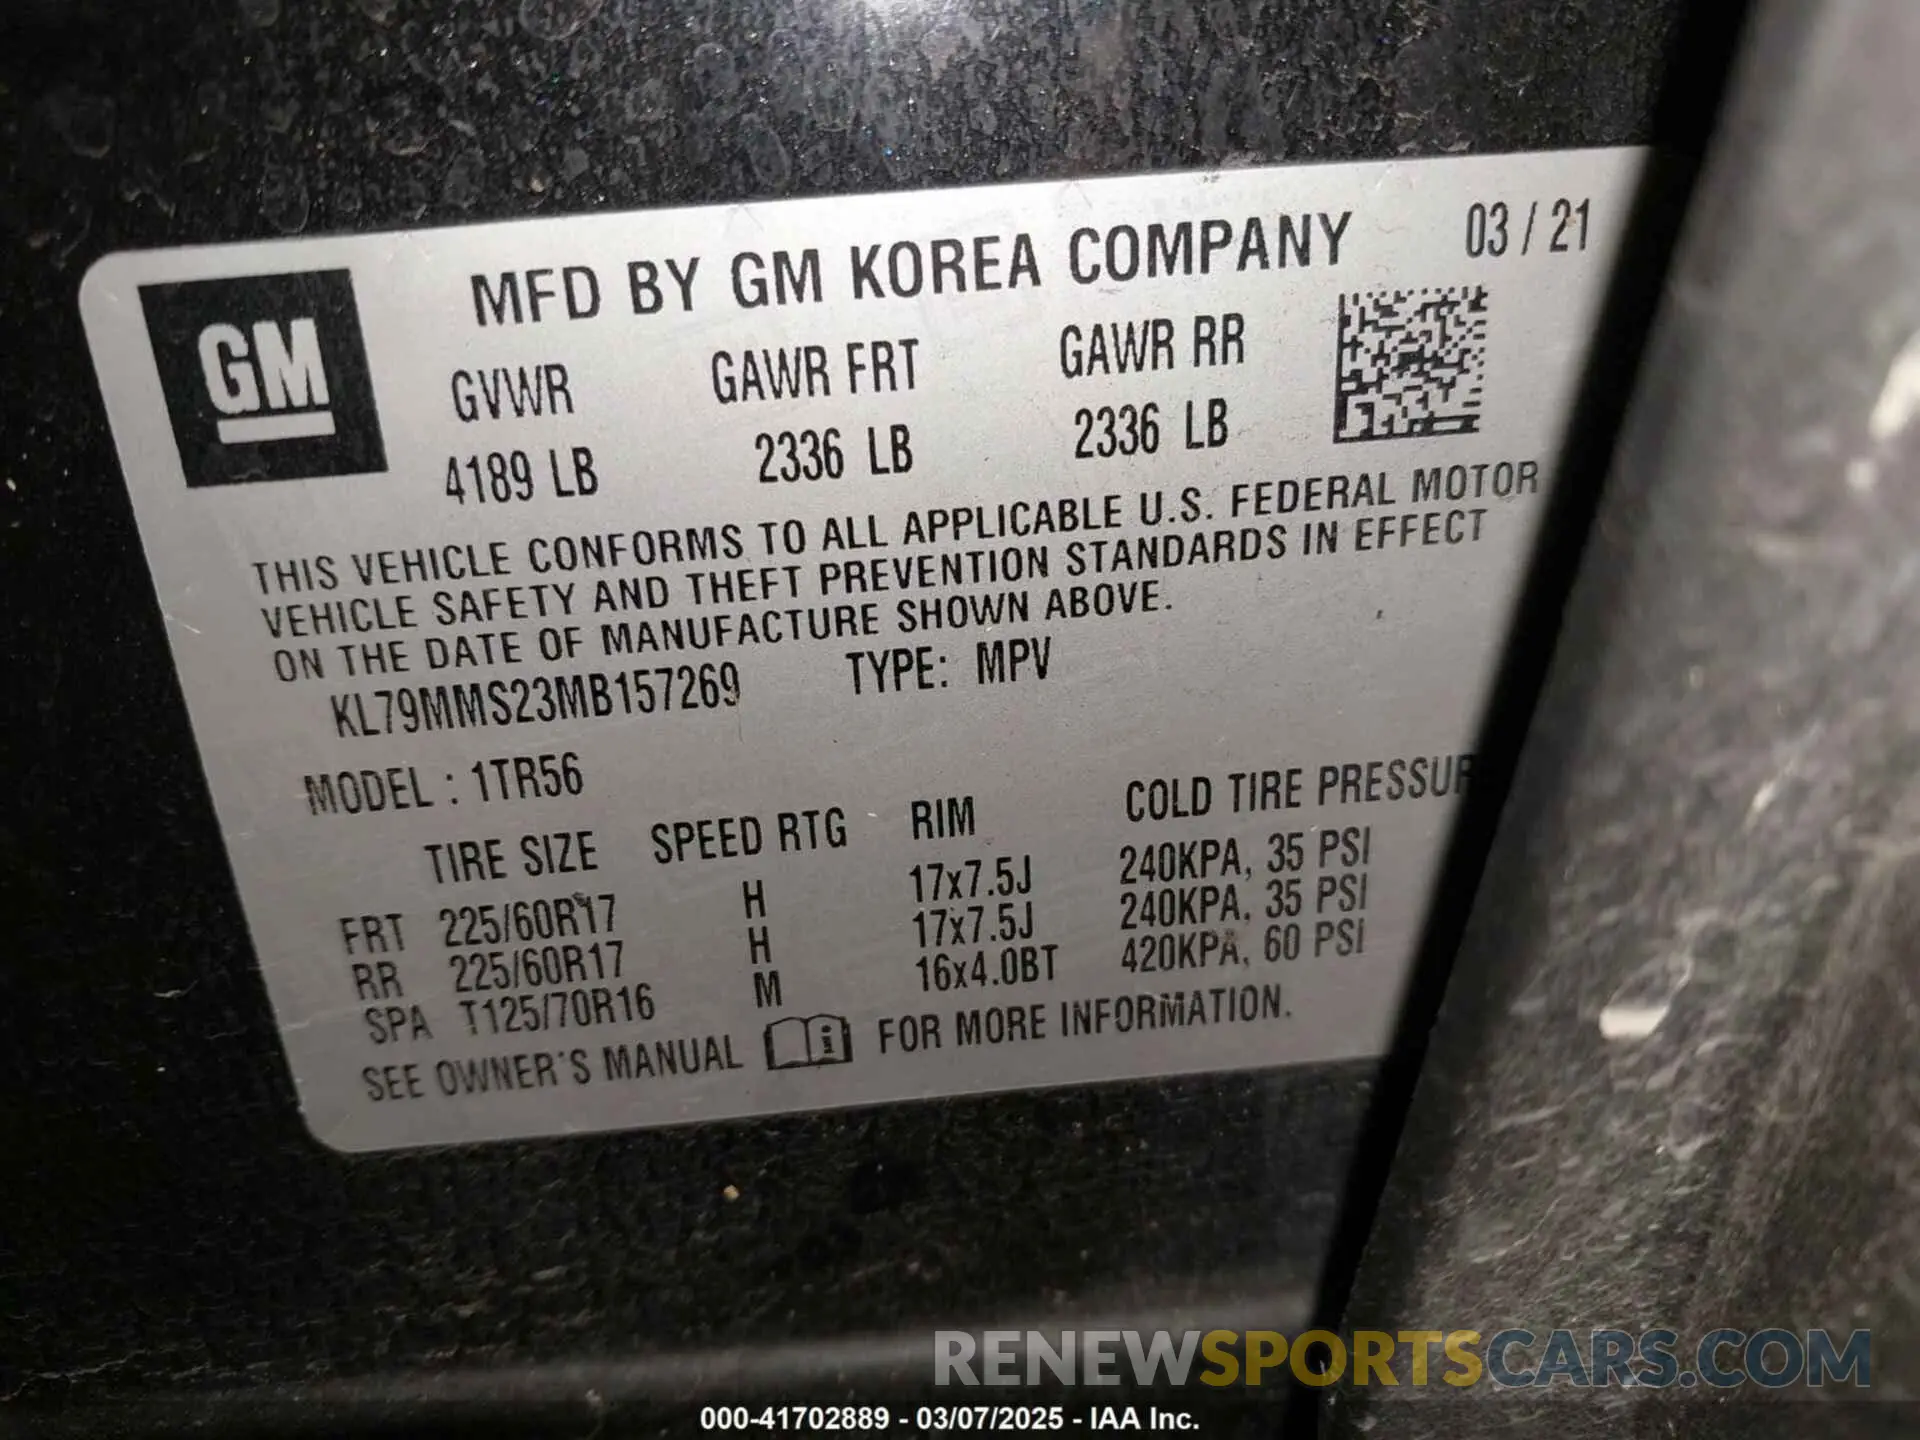 MFD BY GM KOREA COMPANY 03 / 21
GM
GVWR GAWR FRT GAWR RR
4189 LB 2336 LB 2336 LB
THIS VEHICLE CONFORMS TO ALL APPLICABLE U.S. FEDERAL MOTOR
VEHICLE SAFETY AND THEFT PREVENTION STANDARDS IN EFFECT
ON THE DATE OF MANUFACTURE SHOWN ABOVE.
KL79MMS23MB157269 TYPE: MPV
MODEL : 1TR56
TIRE SIZE SPEED RTG RIM COLD TIRE PRESSUR
FRT 225/60R17 H 17x7.5J 240KPA, 35 PSI
RR 225/60R17 H 17x7.5J 240KPA, 35 PSI
SPA T125/70R16 M 16x4.0BT 420KPA, 60 PSI
SEE OWNER'S MANUAL i FOR MORE INFORMATION.
RENEWSPORTSCARS.COM
000-41702889 - 03/07/2025 - IAA Inc.